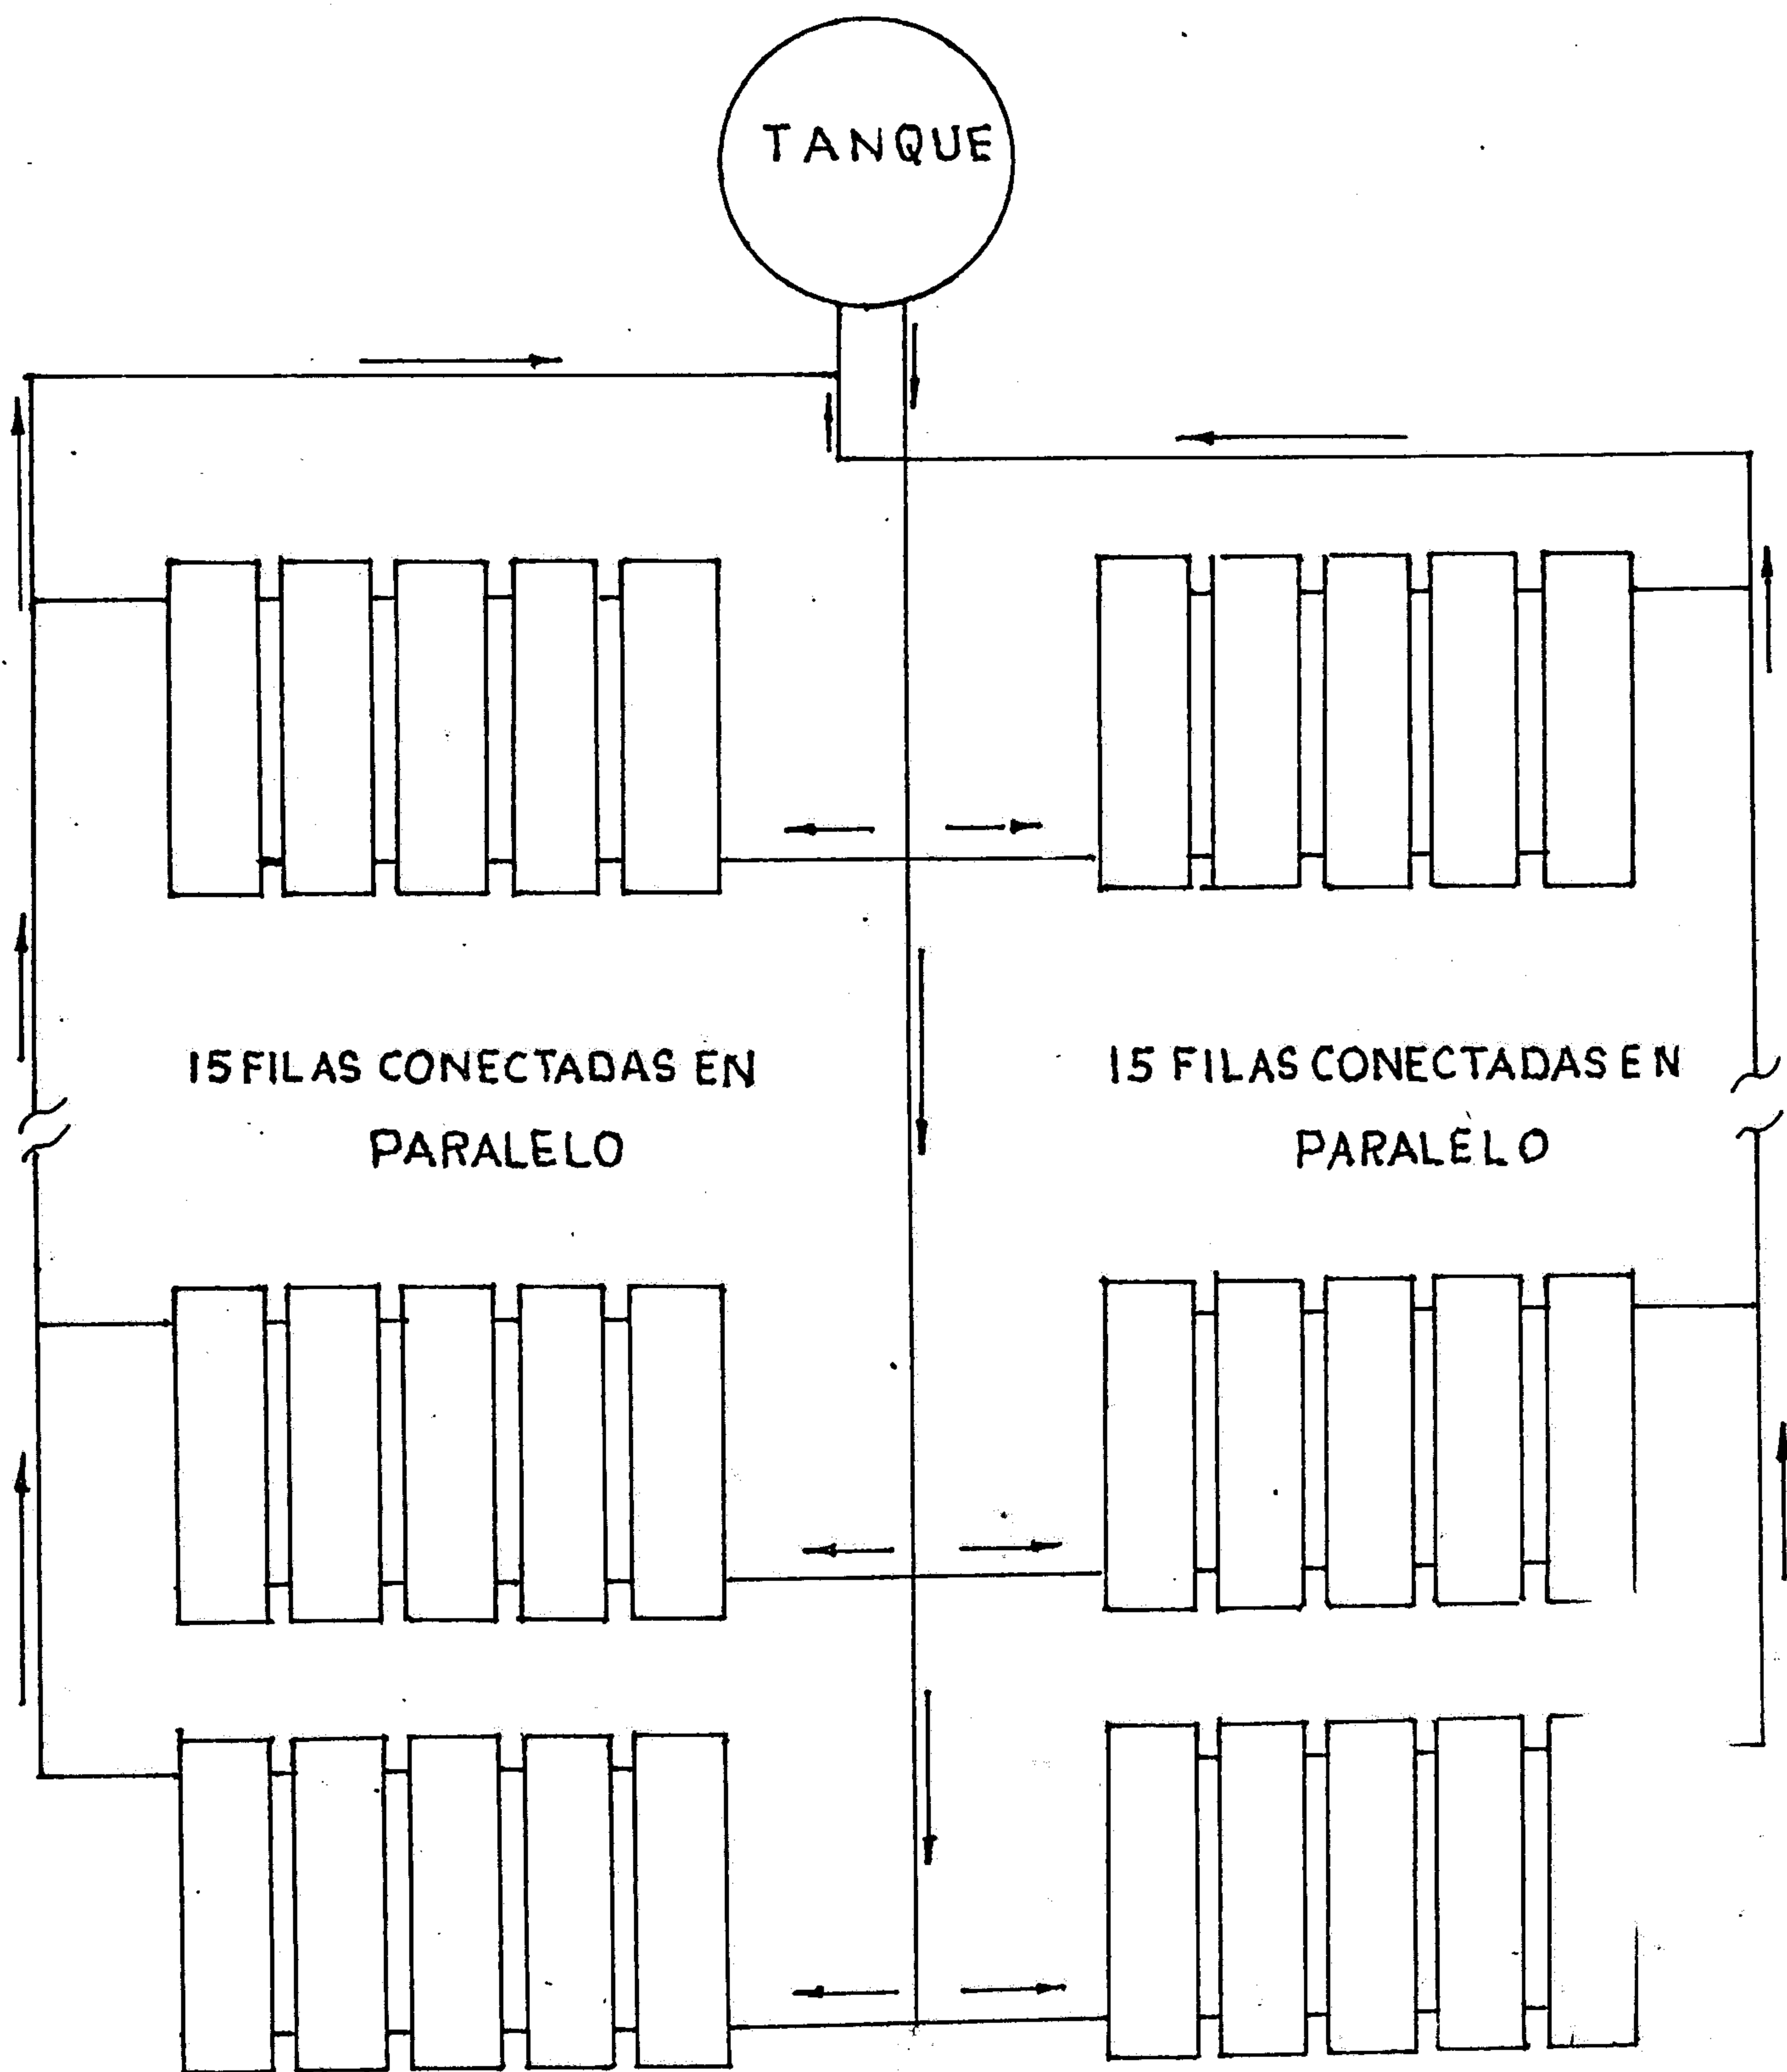 TANQUE
15 FILAS CONECTADAS EN
PARALELO
15 FILAS CONECTADAS EN
PARALELO